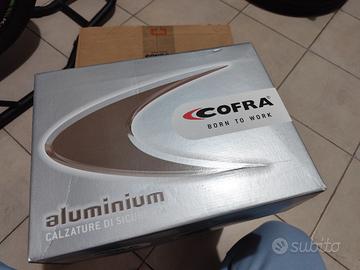 COFRA
BORN TO WORK
aluminium
CALZATURE DI SICU
subito